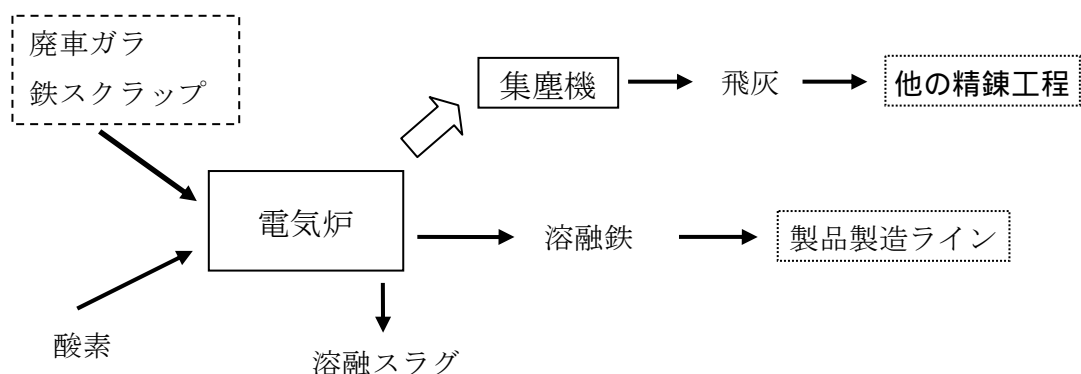 廃車ガラ
鉄スクラップ
集塵機
飛灰
他の精錬工程
電気炉
溶融鉄
製品製造ライン
酸素
溶融スラグ